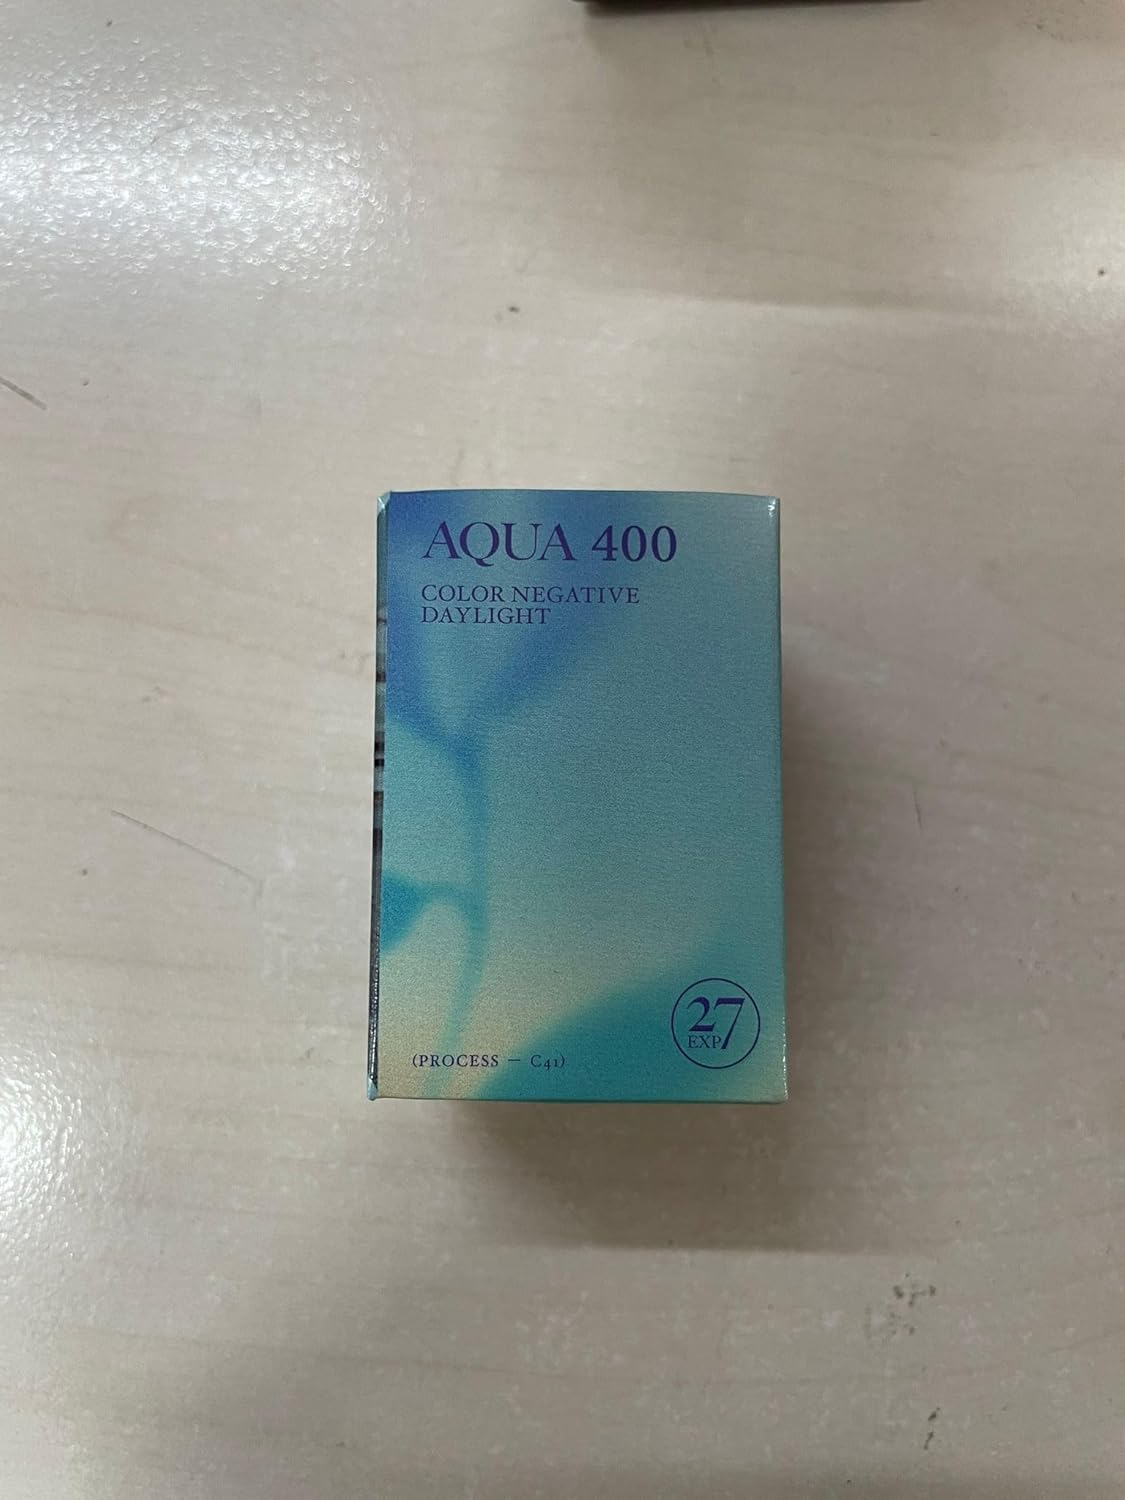 AQUA 400
COLOR NEGATIVE
DAYLIGHT
27
EXP
(PROCESS — C41)